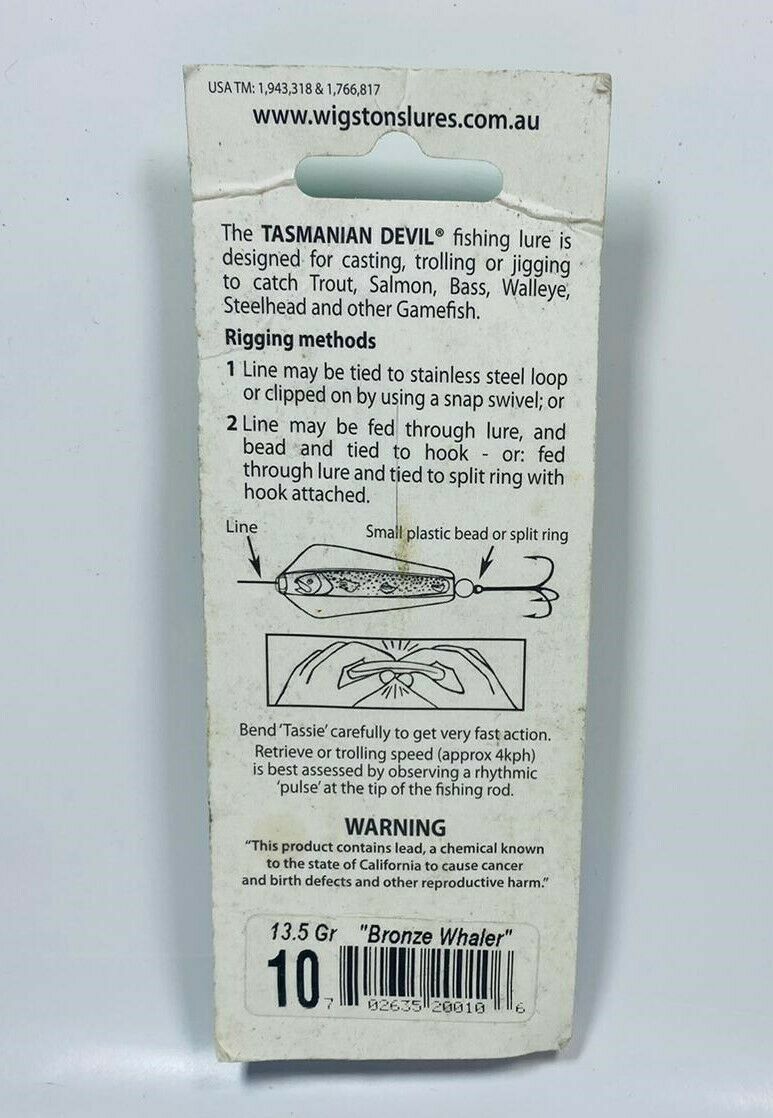 USA TM: 1,943,318 & 1,766,817
www.wigstonslures.com.au
The TASMANIAN DEVIL® fishing lure is
designed for casting, trolling or jigging
to catch Trout, Salmon, Bass, Walleye,
Steelhead and other Gamefish.
Rigging methods
1 Line may be tied to stainless steel loop
or clipped on by using a snap swivel; or
2 Line may be fed through lure, and
bead and tied to hook - or: fed
through lure and tied to split ring with
hook attached.
Line
Small plastic bead or split ring
Bend 'Tassie' carefully to get very fast action.
Retrieve or trolling speed (approx 4kph)
is best assessed by observing a rhythmic
'pulse' at the tip of the fishing rod.
WARNING
"This product contains lead, a chemical known
to the state of California to cause cancer
and birth defects and other reproductive harm."
13.5 Gr "Bronze Whaler"
10
7 02635 20010 6